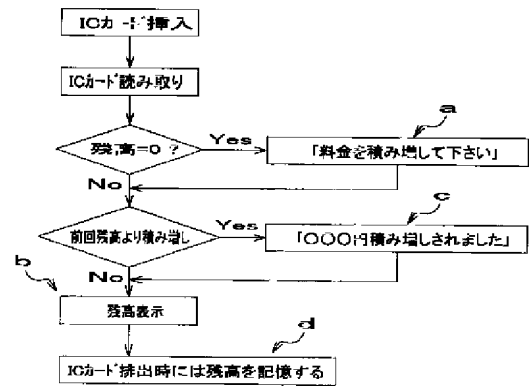 ICカード挿入
ICカード読み取り
残高=0 ?
Yes
a
「料金を積み増して下さい」
No
前回残高より積み増し
Yes
c
「〇〇〇円積み増しされました」
No
b
残高表示
d
ICカード排出時には残高を記憶する